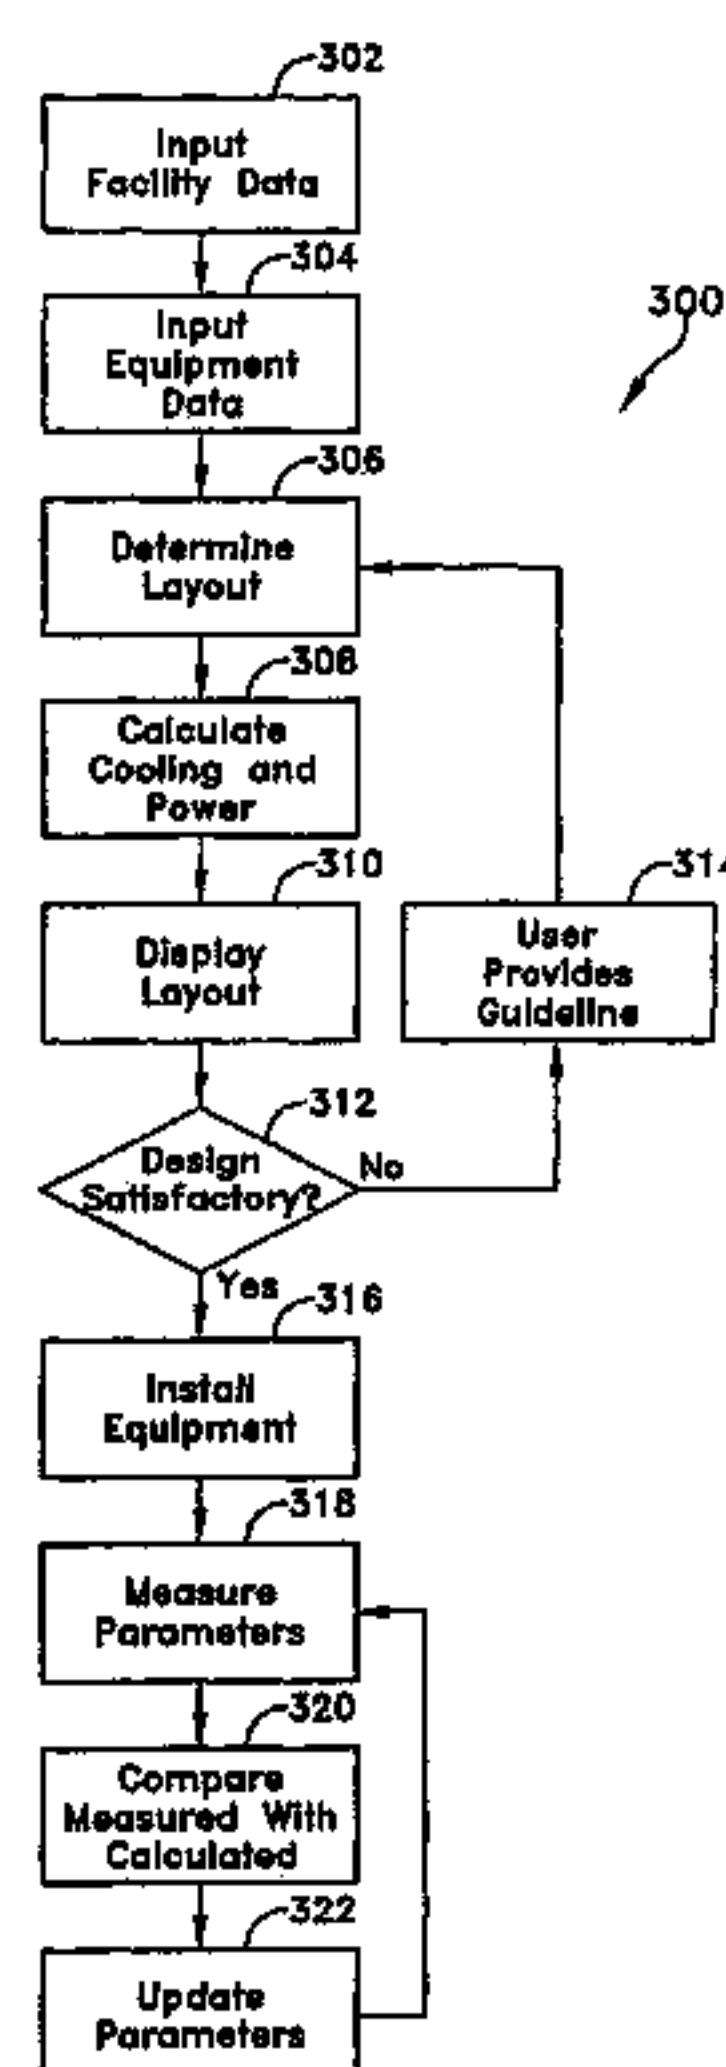 302
Input
Facility Data
304
Input
Equipment
Data
300
306
Determine
Layout
308
Calculate
Cooling and
Power
310
Display
Layout
314
User
Provides
Guideline
312
Design
Satisfactory?
No
Yes
316
Install
Equipment
318
Measure
Parameters
320
Compare
Measured With
Calculated
322
Update
Parameters